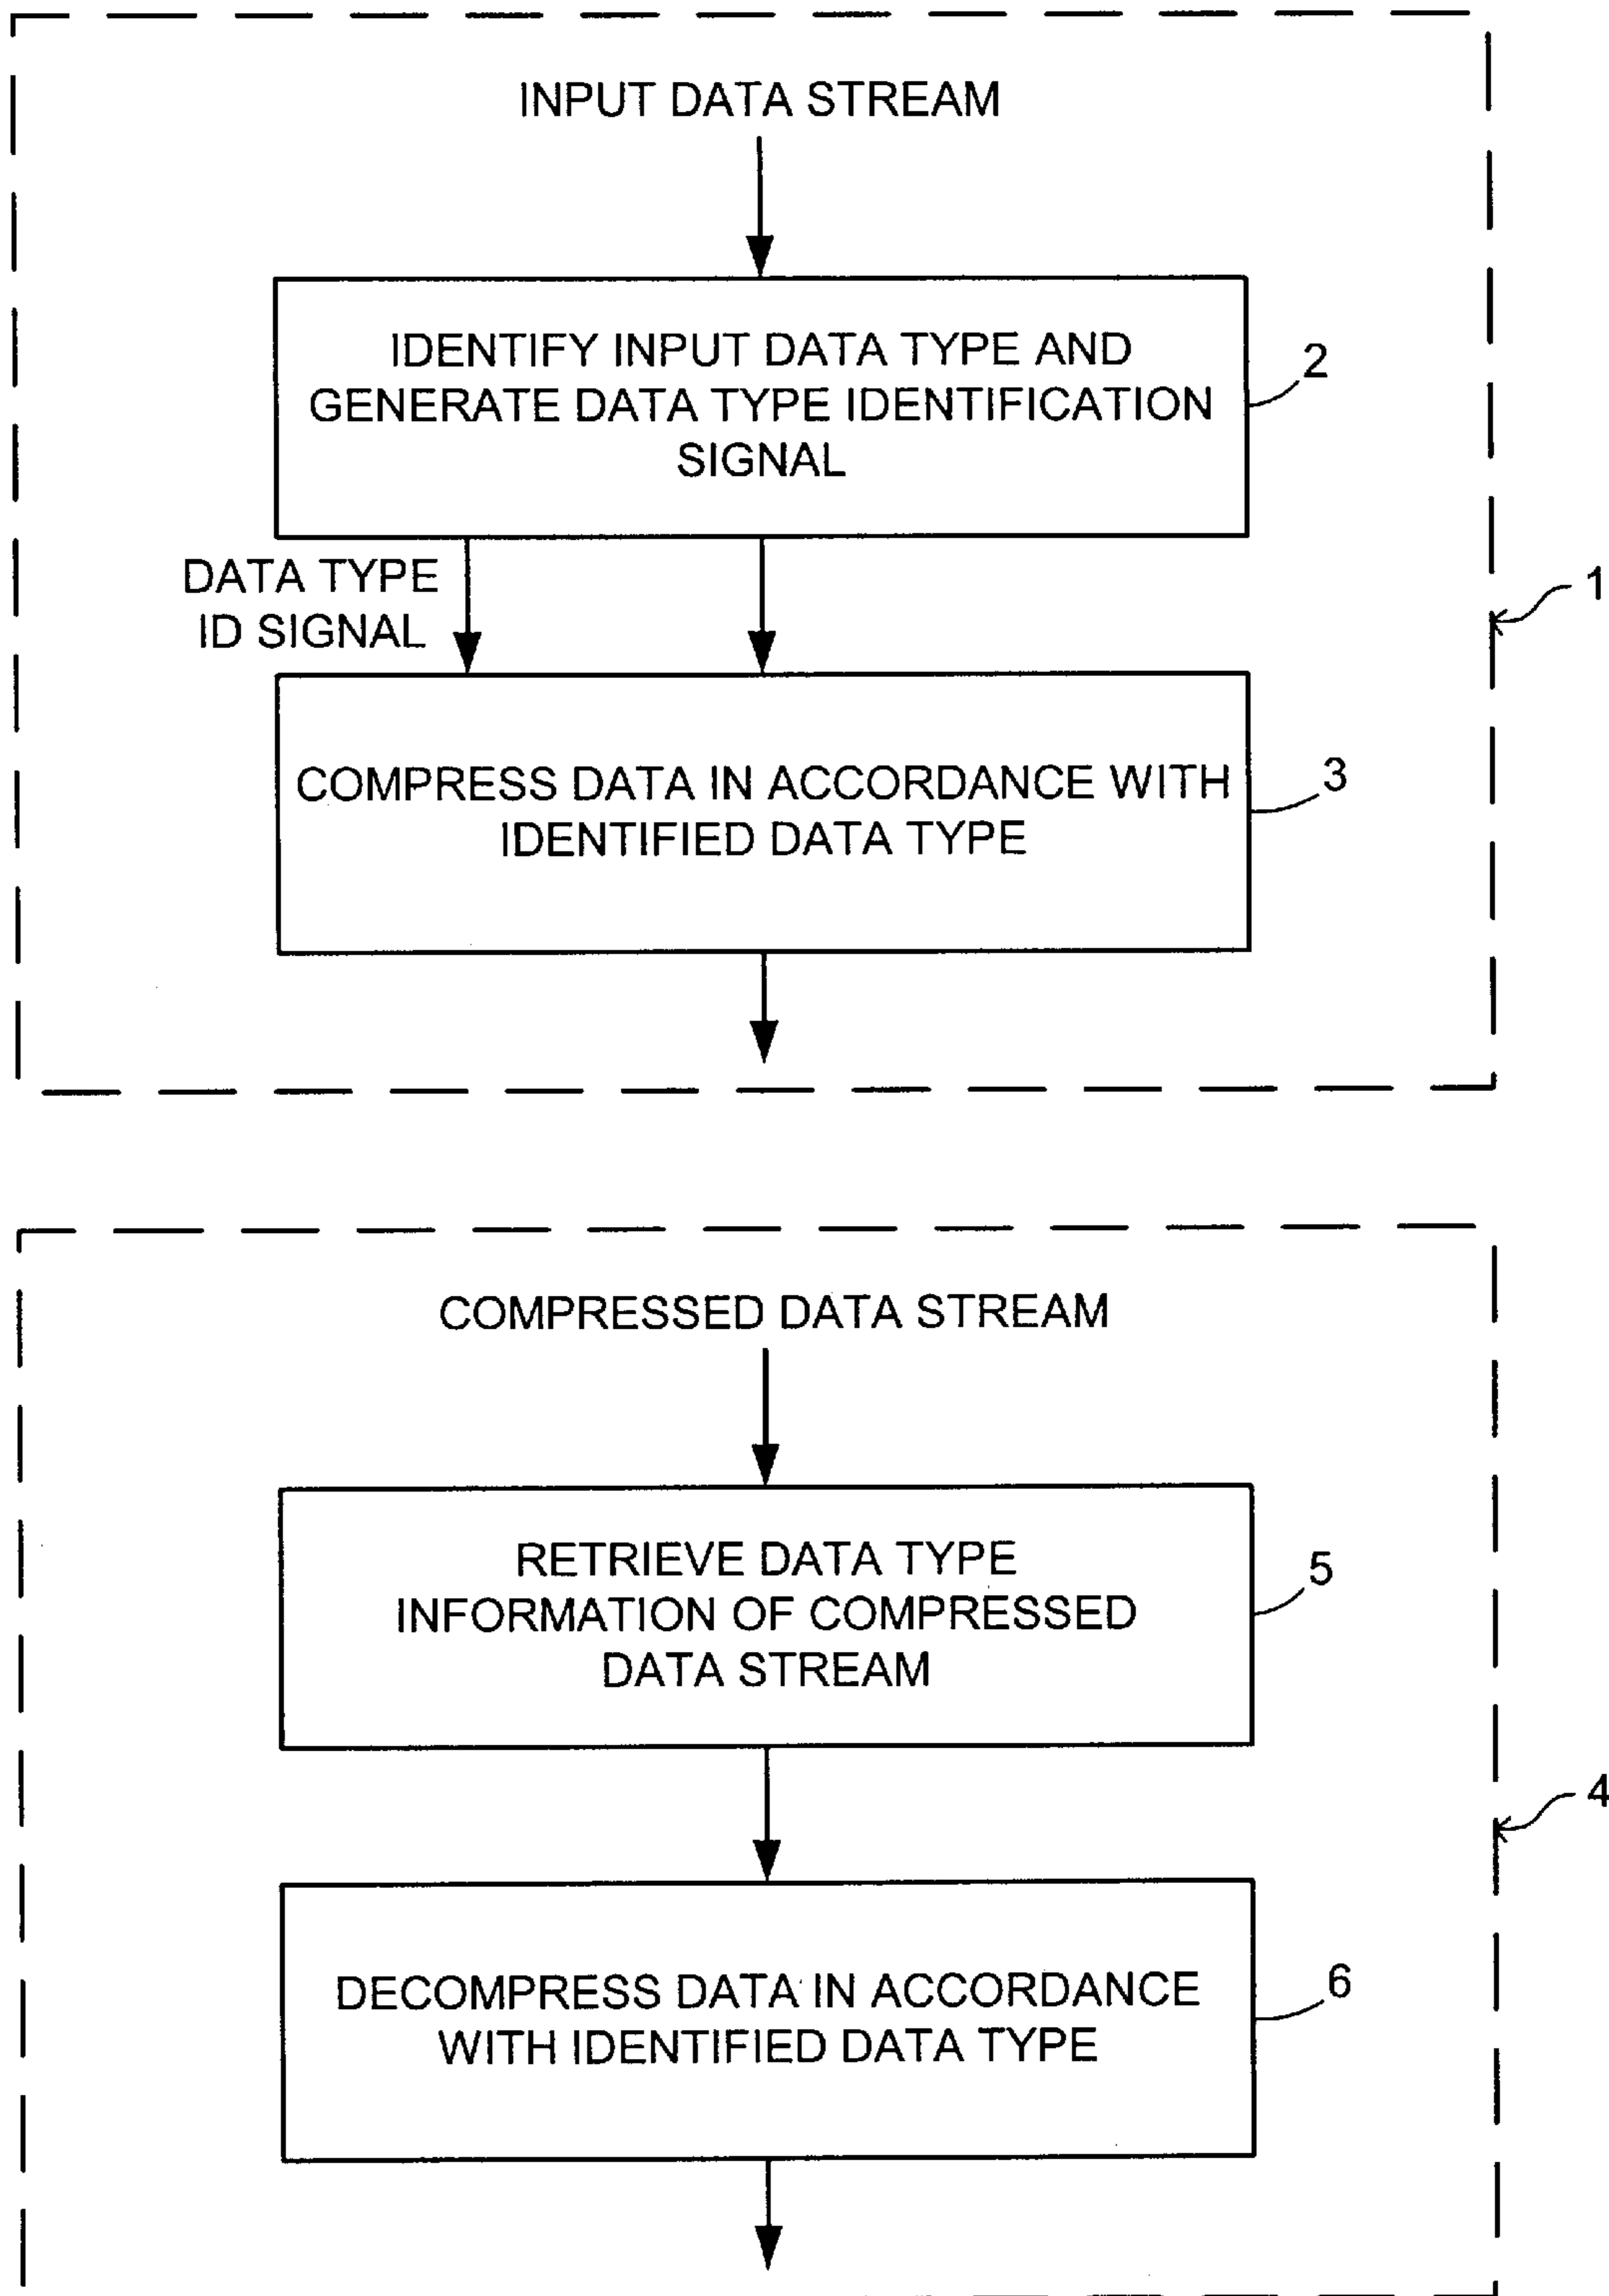 INPUT DATA STREAM
IDENTIFY INPUT DATA TYPE AND
GENERATE DATA TYPE IDENTIFICATION
SIGNAL
2
DATA TYPE
ID SIGNAL
1
COMPRESS DATA IN ACCORDANCE WITH
IDENTIFIED DATA TYPE
3
COMPRESSED DATA STREAM
RETRIEVE DATA TYPE
INFORMATION OF COMPRESSED
DATA STREAM
5
4
DECOMPRESS DATA IN ACCORDANCE
WITH IDENTIFIED DATA TYPE
6